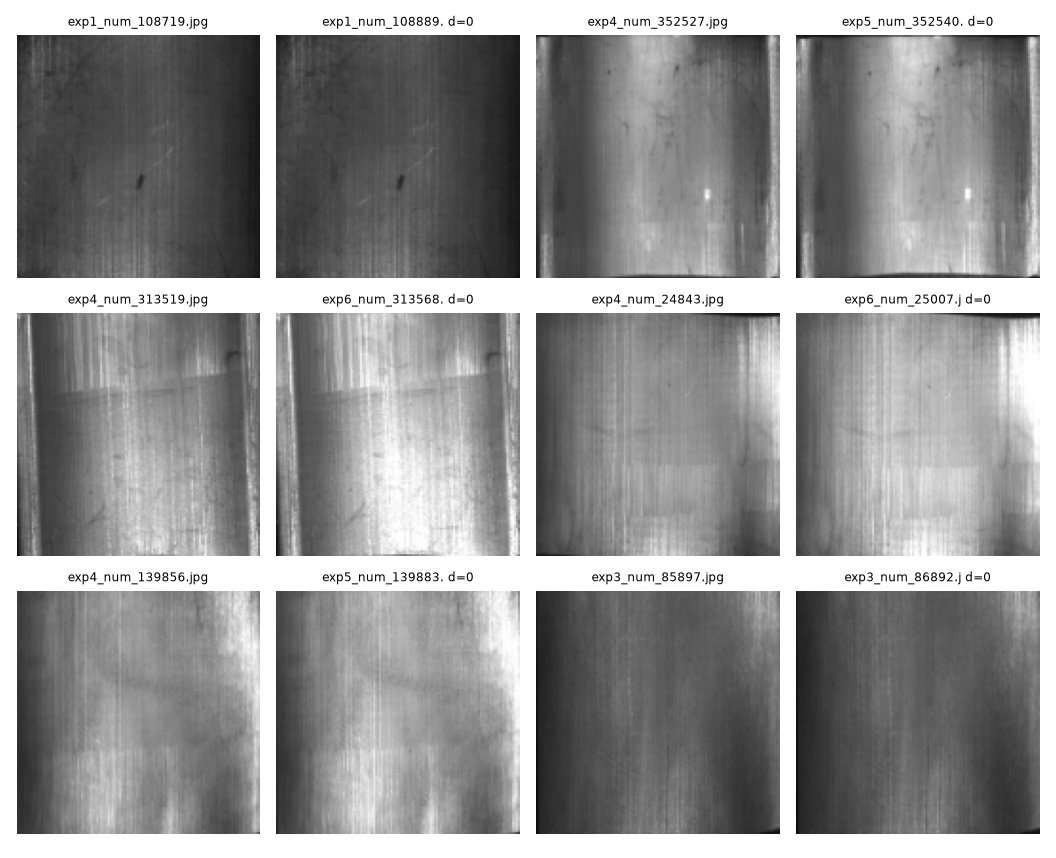 exp1_num_108719.jpg
exp1_num_108889. d=0
exp4_num_352527.jpg
exp5_num_352540. d=0
exp4_num_313519.jpg
exp6_num_313568. d=0
exp4_num_24843.jpg
exp6_num_25007.j d=0
exp4_num_139856.jpg
exp5_num_139883. d=0
exp3_num_85897.jpg
exp3_num_86892.j d=0